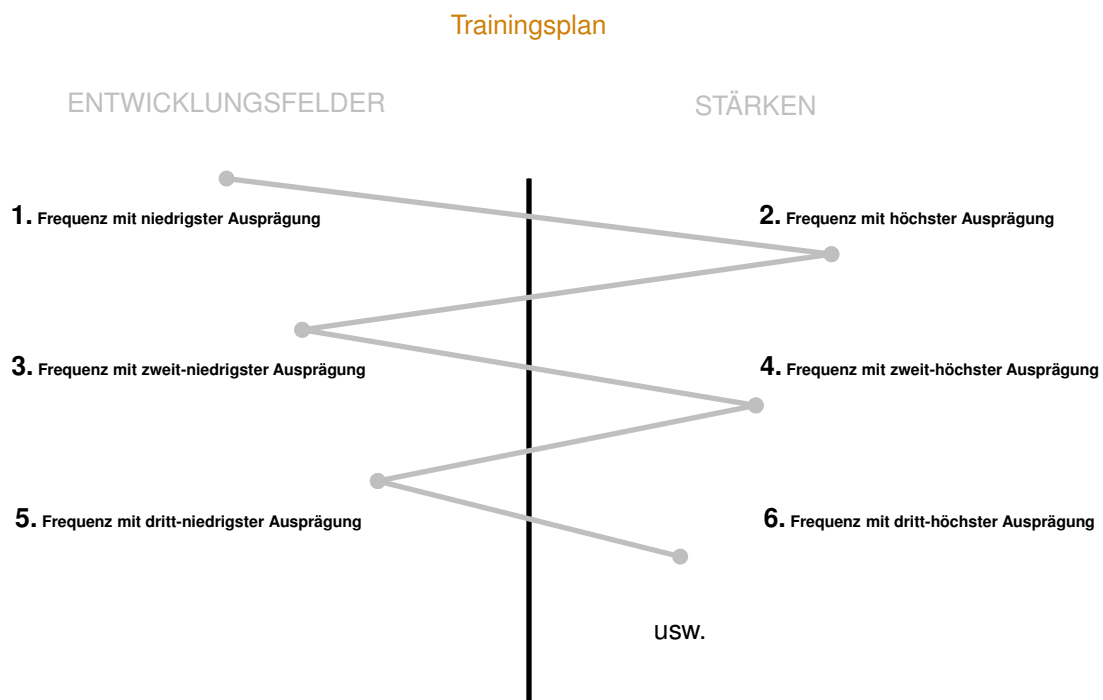 Trainingsplan
ENTWICKLUNGSFELDER
STÄRKEN
1. Frequenz mit niedrigster Ausprägung
2. Frequenz mit höchster Ausprägung
3. Frequenz mit zweit-niedrigster Ausprägung
4. Frequenz mit zweit-höchster Ausprägung
5. Frequenz mit dritt-niedrigster Ausprägung
6. Frequenz mit dritt-höchster Ausprägung
usw.